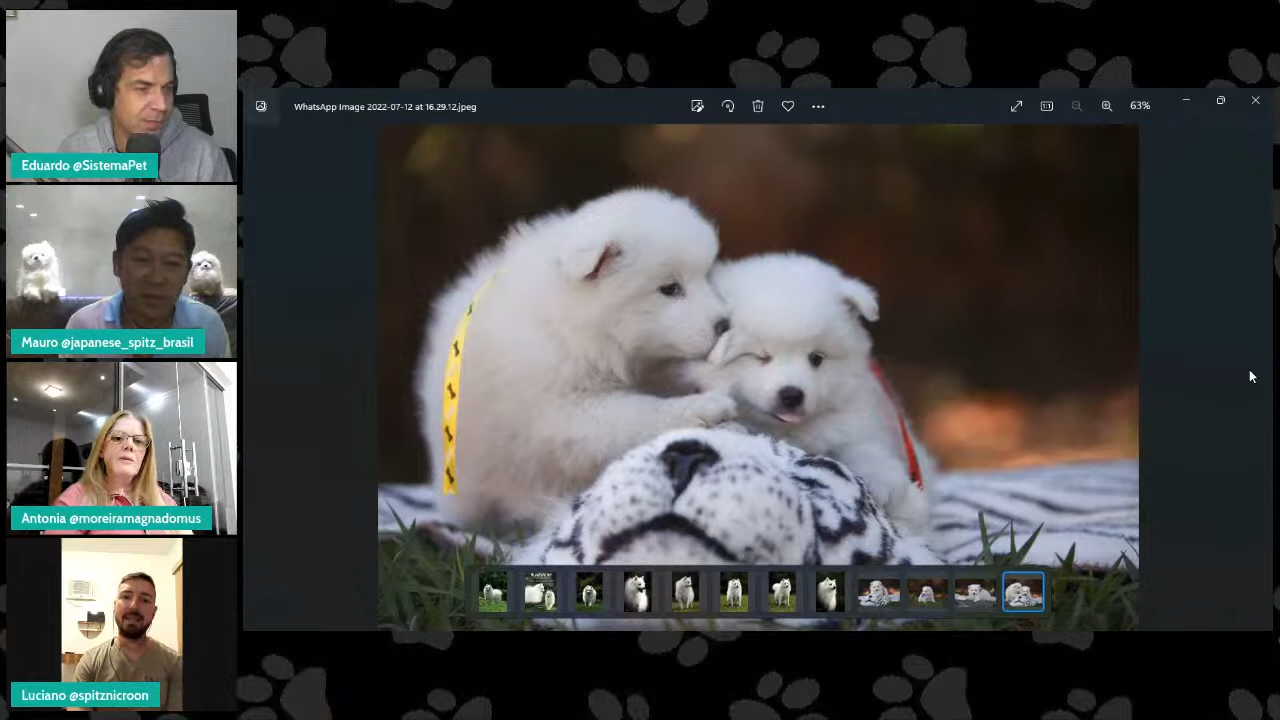 Eduardo @SistemaPet
Mauro @japanese_spitz_brasil
Antonia @moreiramagnadomus
Luciano @spitznicroon
WhatsApp Image 2022-07-12 at 16.29.12.jpeg
63%